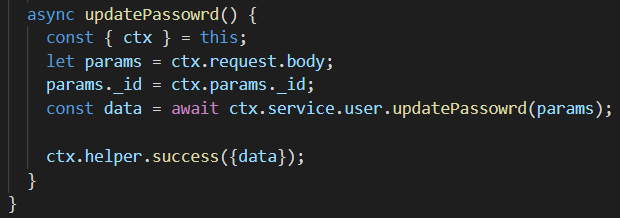 async updatePassowrd() {
const { ctx } = this;
let params = ctx.request.body;
params._id = ctx.params._id;
const data = await ctx.service.user.updatePassowrd(params);
ctx.helper.success({data});
}
}